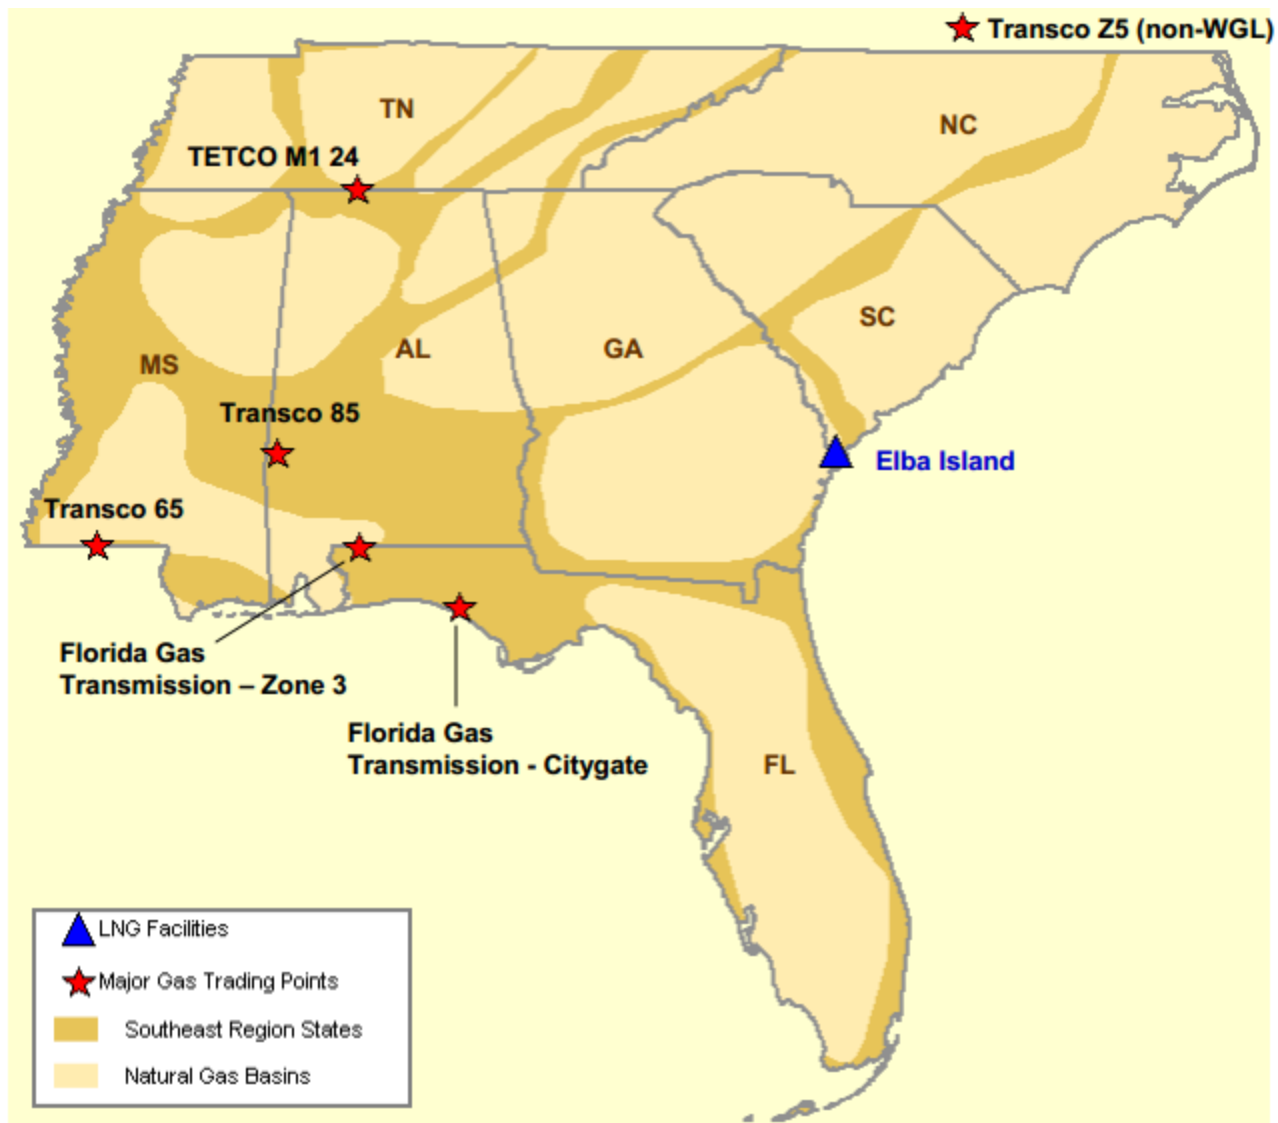 Transco Z5 (non-WGL)
TN
NC
TETCO M1 24
SC
AL
GA
MS
Transco 85
Elba Island
Transco 65
Florida Gas
Transmission – Zone 3
Florida Gas
Transmission - Citygate
FL
LNG Facilities
Major Gas Trading Points
Southeast Region States
Natural Gas Basins